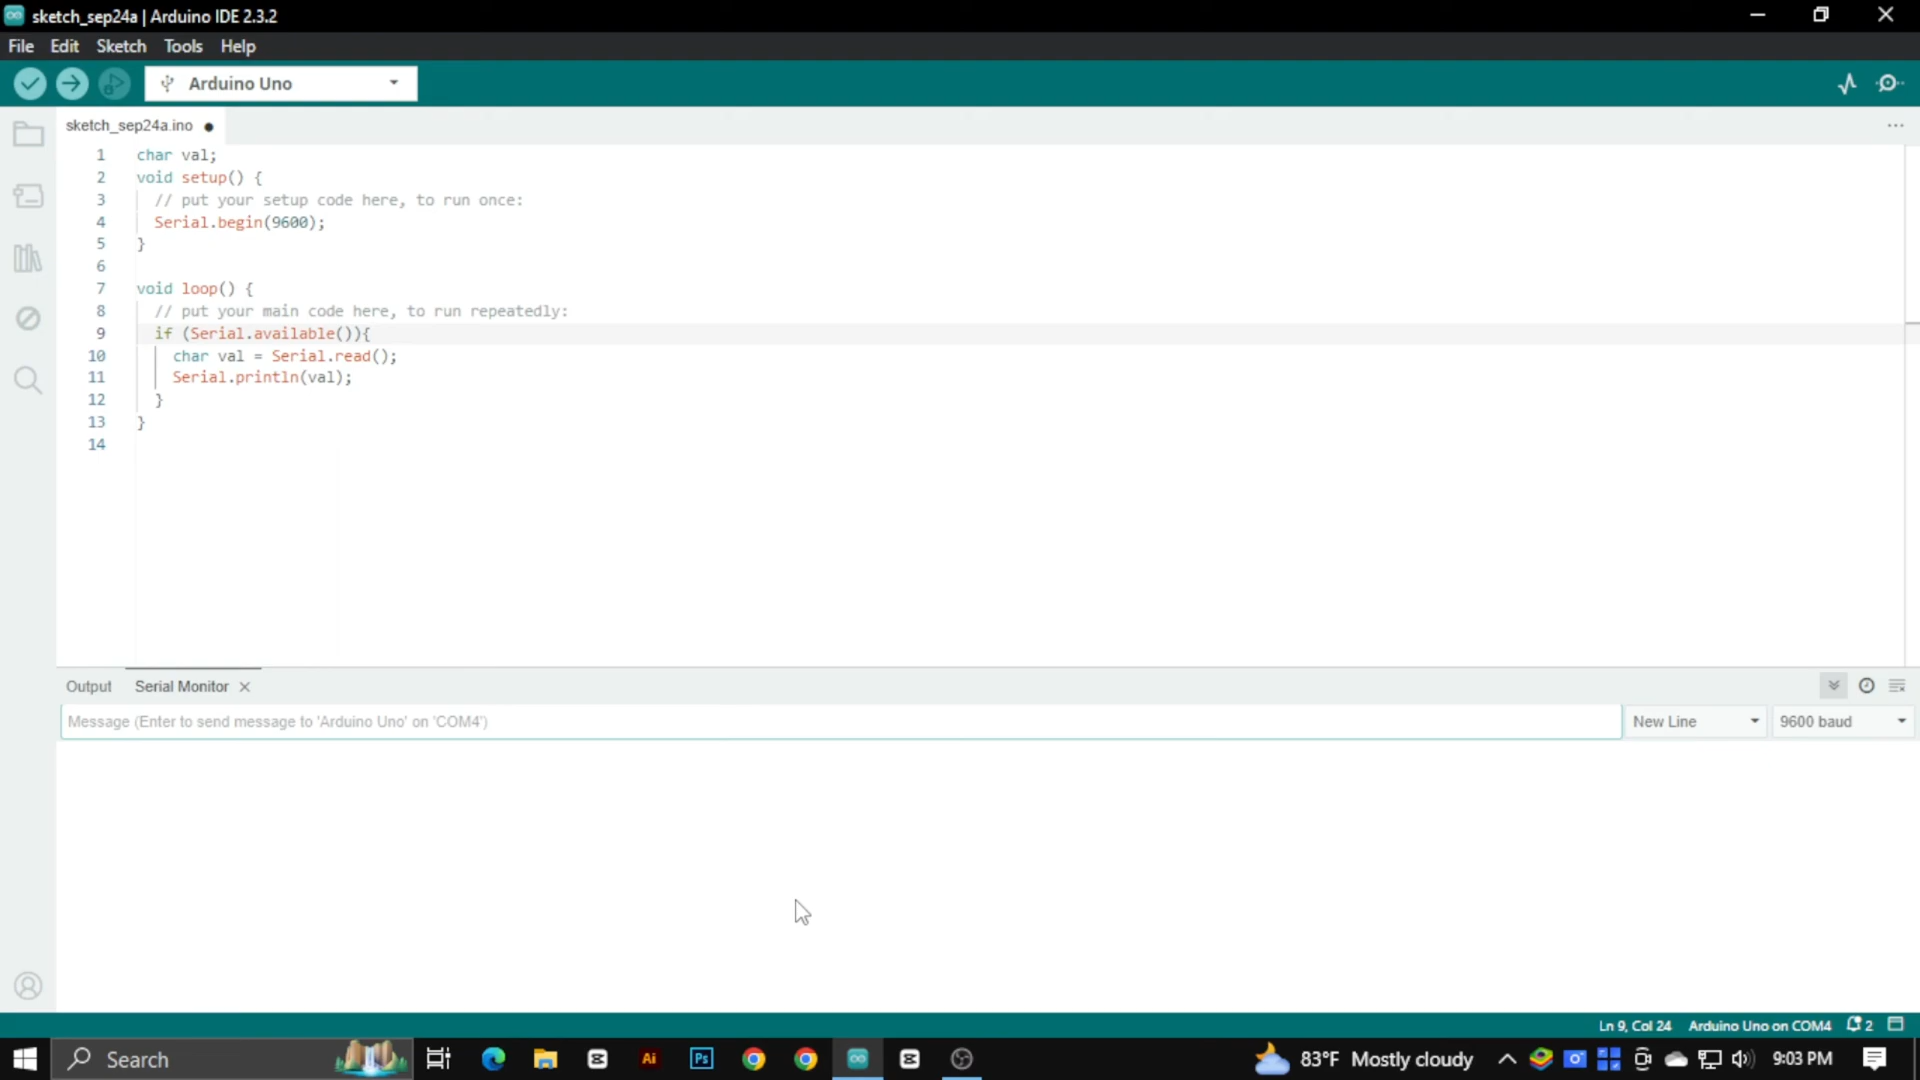 sketch_sep24a | Arduino IDE 2.3.2
File Edit Sketch Tools Help
Arduino Uno
sketch_sep24a.ino
1 char val;
2 void setup() {
3 // put your setup code here, to run once:
4 Serial.begin(9600);
5 }
6
7 void loop() {
8 // put your main code here, to run repeatedly:
9 if (Serial.available()){
10 char val = Serial.read();
11 Serial.println(val);
12 }
13 }
14
Output Serial Monitor
Message (Enter to send message to 'Arduino Uno' on 'COM4') New Line 9600 baud
Ln 9, Col 24 Arduino Uno on COM4 2
Search Ai Ps 83°F Mostly cloudy 9:03 PM